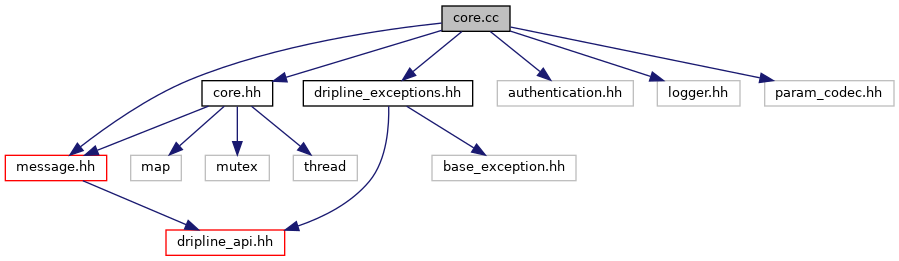 core.cc
core.hh
dripline_exceptions.hh
authentication.hh
logger.hh
param_codec.hh
message.hh
map
mutex
thread
base_exception.hh
dripline_api.hh